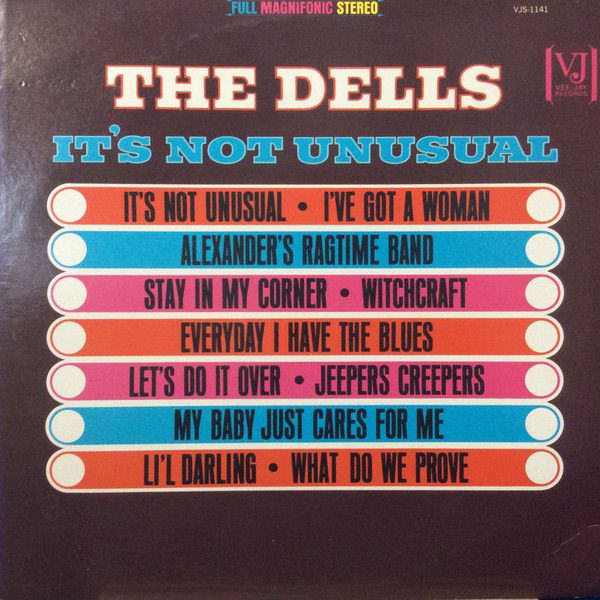 FULL MAGNIFONIC STEREO
VJS-1141
VJ
VEE JAY
RECORDS
THE DELLS
IT'S NOT UNUSUAL
IT'S NOT UNUSUAL • I'VE GOT A WOMAN
ALEXANDER'S RAGTIME BAND
STAY IN MY CORNER • WITCHCRAFT
EVERYDAY I HAVE THE BLUES
LET'S DO IT OVER • JEEPERS CREEPERS
MY BABY JUST CARES FOR ME
LI'L DARLING • WHAT DO WE PROVE